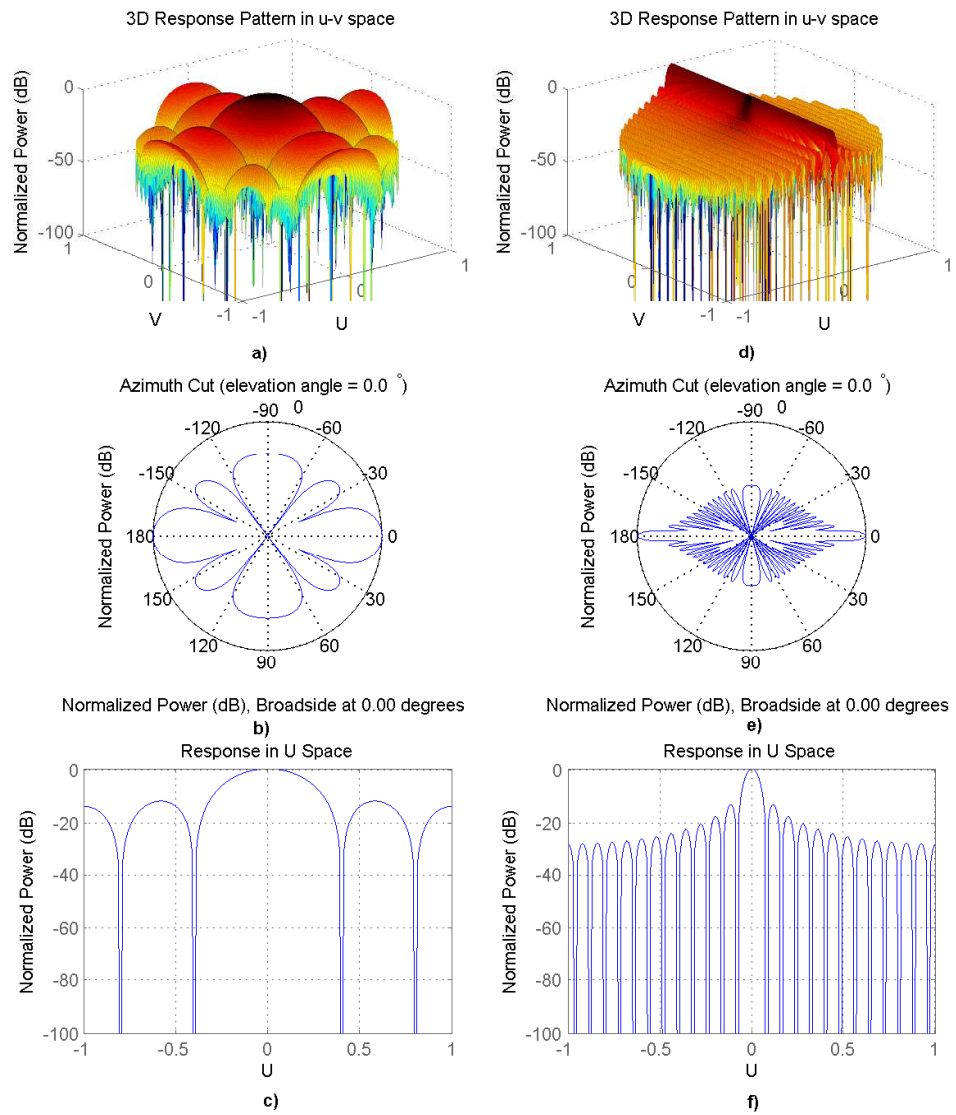 3D Response Pattern in u-v space
Normalized Power (dB)
0
-50
-100
1
0
-1
-1
0
1
V
U
a)
3D Response Pattern in u-v space
Normalized Power (dB)
0
-50
-100
1
0
-1
-1
0
1
V
U
d)
Azimuth Cut (elevation angle = 0.0 °)
Normalized Power (dB)
-90
0
-60
-30
0
30
60
90
120
150
180
-150
-120
Normalized Power (dB), Broadside at 0.00 degrees
b)
Azimuth Cut (elevation angle = 0.0 °)
Normalized Power (dB)
-90
0
-60
-30
0
30
60
90
120
150
180
-150
-120
Normalized Power (dB), Broadside at 0.00 degrees
e)
Response in U Space
Normalized Power (dB)
0
-20
-40
-60
-80
-100
-1
-0.5
0
0.5
1
U
c)
Response in U Space
Normalized Power (dB)
0
-20
-40
-60
-80
-100
-1
-0.5
0
0.5
1
U
f)